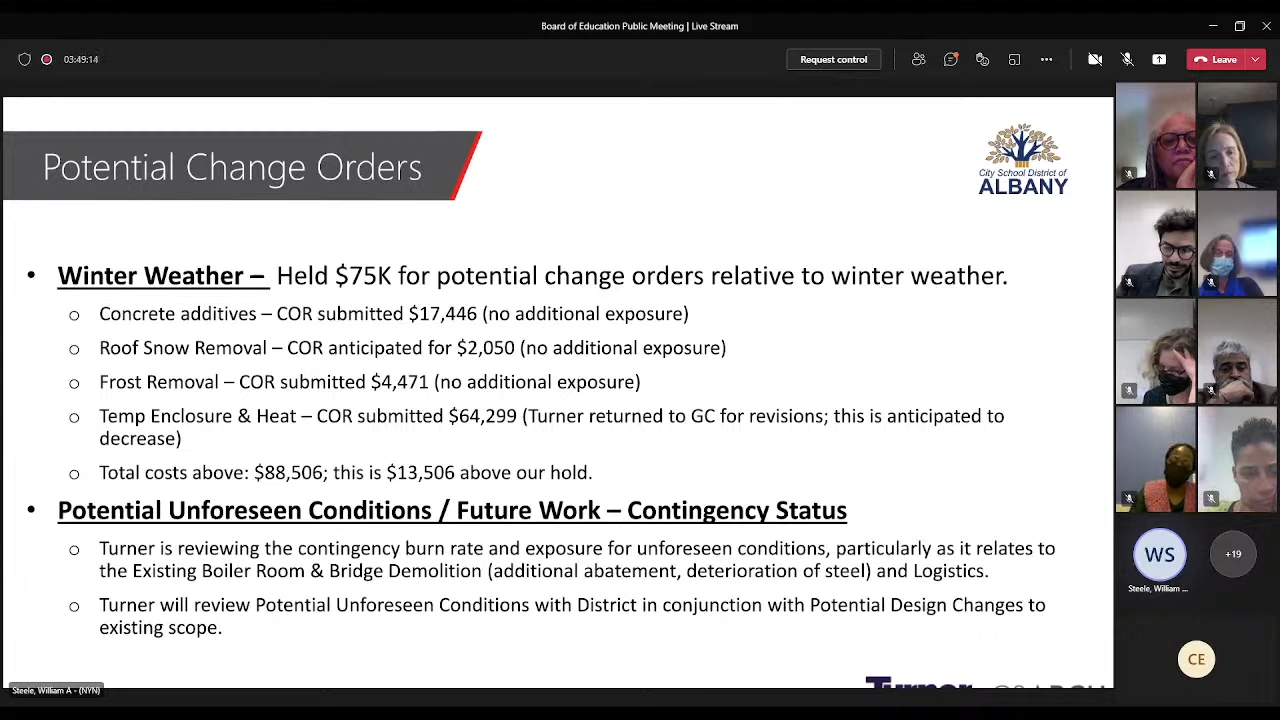 Board of Education Public Meeting | Live Stream
03:49:14
Request control
Leave
Potential Change Orders
City School District of
ALBANY
• Winter Weather – Held $75K for potential change orders relative to winter weather.
o Concrete additives – COR submitted $17,446 (no additional exposure)
o Roof Snow Removal – COR anticipated for $2,050 (no additional exposure)
o Frost Removal – COR submitted $4,471 (no additional exposure)
o Temp Enclosure & Heat – COR submitted $64,299 (Turner returned to GC for revisions; this is anticipated to
decrease)
o Total costs above: $88,506; this is $13,506 above our hold.
• Potential Unforeseen Conditions / Future Work – Contingency Status
o Turner is reviewing the contingency burn rate and exposure for unforeseen conditions, particularly as it relates to
the Existing Boiler Room & Bridge Demolition (additional abatement, deterioration of steel) and Logistics.
o Turner will review Potential Unforeseen Conditions with District in conjunction with Potential Design Changes to
existing scope.
WS
+19
Steele, William ...
CE
Steele, William A - (NYN)
Turner